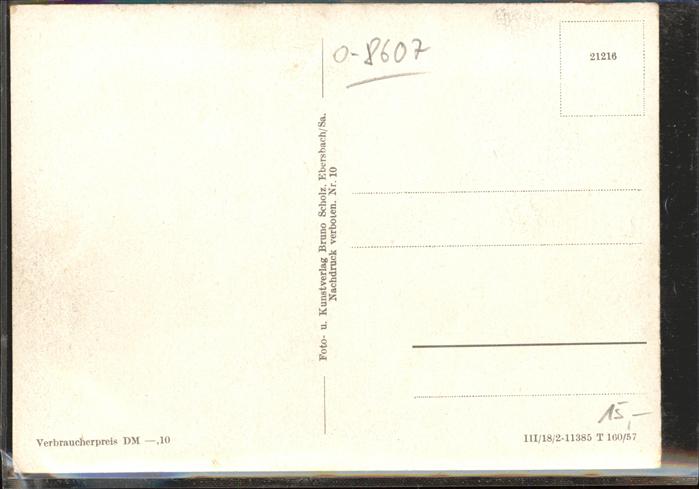 o-8607
21216
Foto- u. Kunstverlag Bruno Scholz, Ebersbach/Sa.
Nachdruck verboten. Nr. 10
15,-
Verbraucherpreis DM —,10
III/18/2-11385 T 160/57